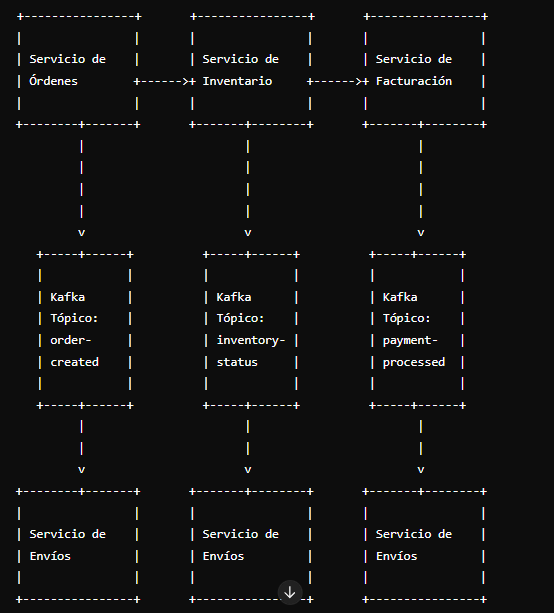 Servicio de
Órdenes
Servicio de
Inventario
Servicio de
Facturación
Kafka
Tópico:
order-
created
Kafka
Tópico:
inventory-
status
Kafka
Tópico:
payment-
processed
Servicio de
Envíos
Servicio de
Envíos
Servicio de
Envíos